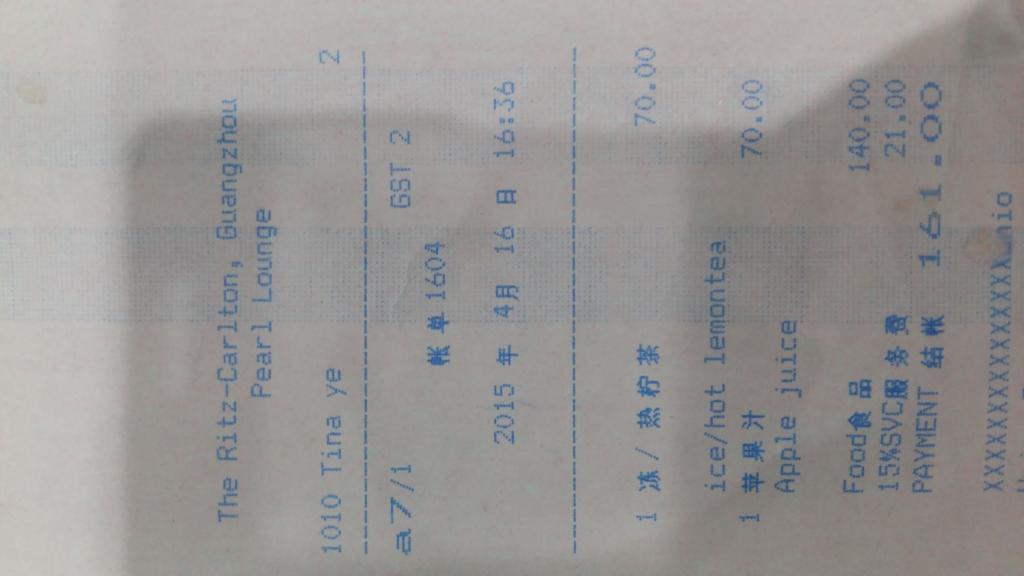 The Ritz-Carlton, Guangzhou
Pearl Lounge
1010 Tina ye 2
a7/1 GST 2
帐单1604
2015 年 4月 16 日 16:36
1 冻 / 热 柠 茶 70.00
ice/hot lemontea
1 苹 果 汁 70.00
Apple juice
Food食 品 140.00
15%SVC服 务 费 21.00
PAYMENT 结 帐 161.00